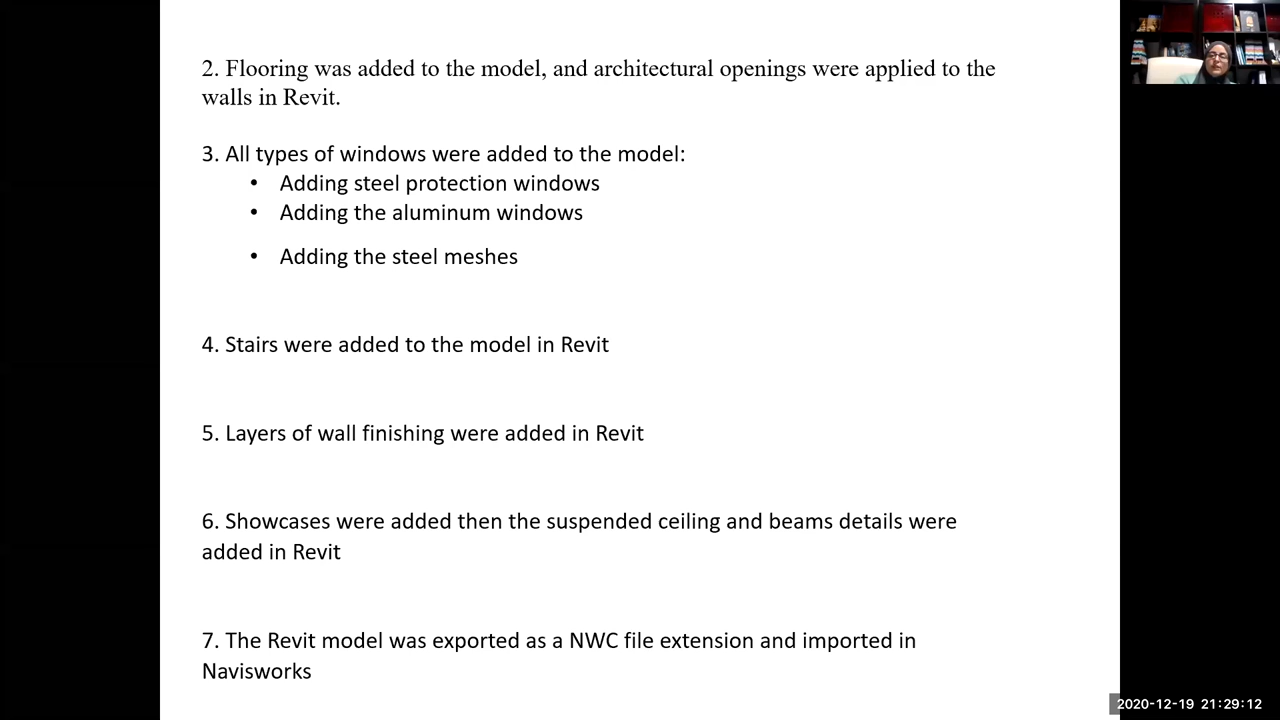 2. Flooring was added to the model, and architectural openings were applied to the
walls in Revit.
3. All types of windows were added to the model:
• Adding steel protection windows
• Adding the aluminum windows
• Adding the steel meshes
4. Stairs were added to the model in Revit
5. Layers of wall finishing were added in Revit
6. Showcases were added then the suspended ceiling and beams details were
added in Revit
7. The Revit model was exported as a NWC file extension and imported in
Navisworks
2020-12-19 21:29:12